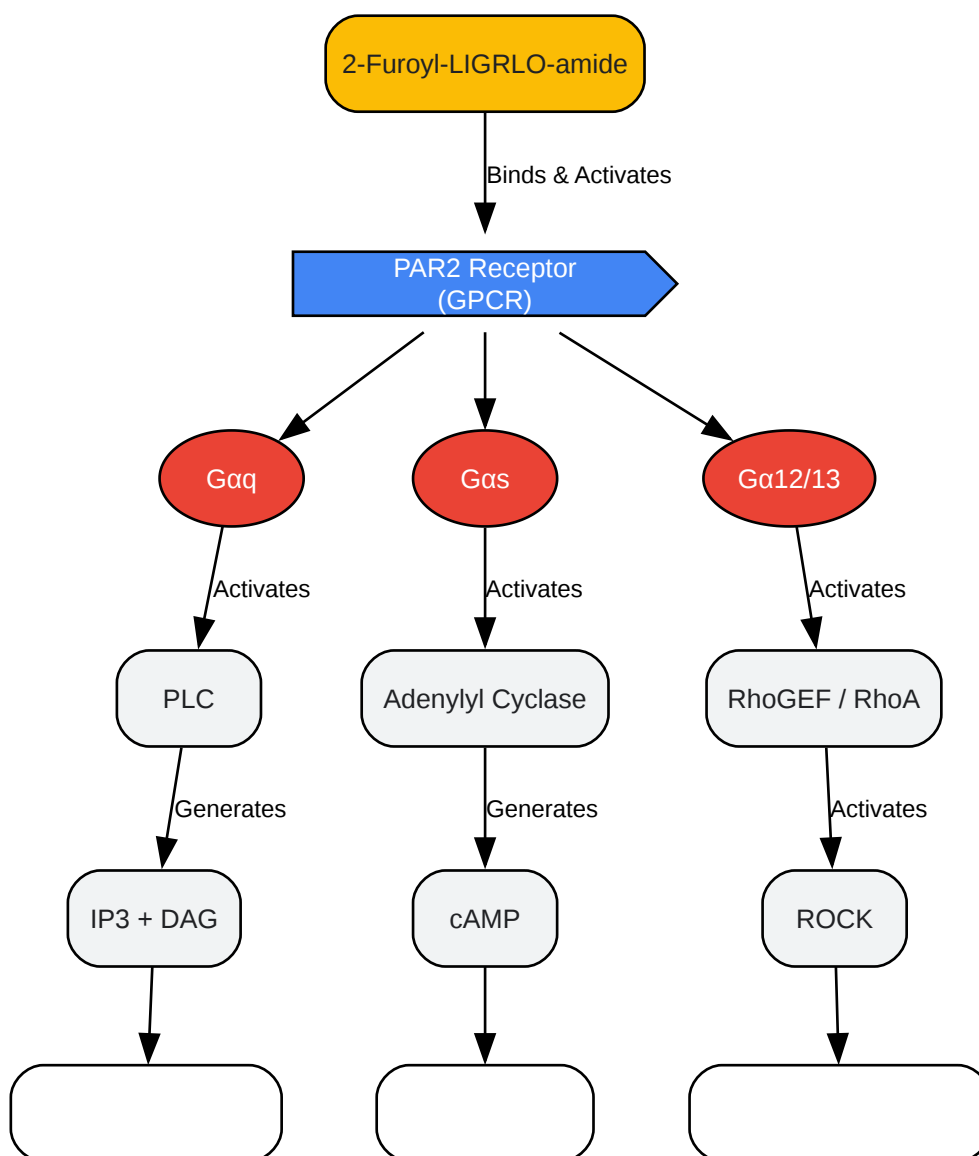 2-Furoyl-LIGRLO-amide
Binds & Activates
PAR2 Receptor
(GPCR)
Gαq
Gαs
Gα12/13
Activates
Activates
Activates
PLC
Adenylyl Cyclase
RhoGEF / RhoA
Generates
Generates
Activates
IP3 + DAG
cAMP
ROCK